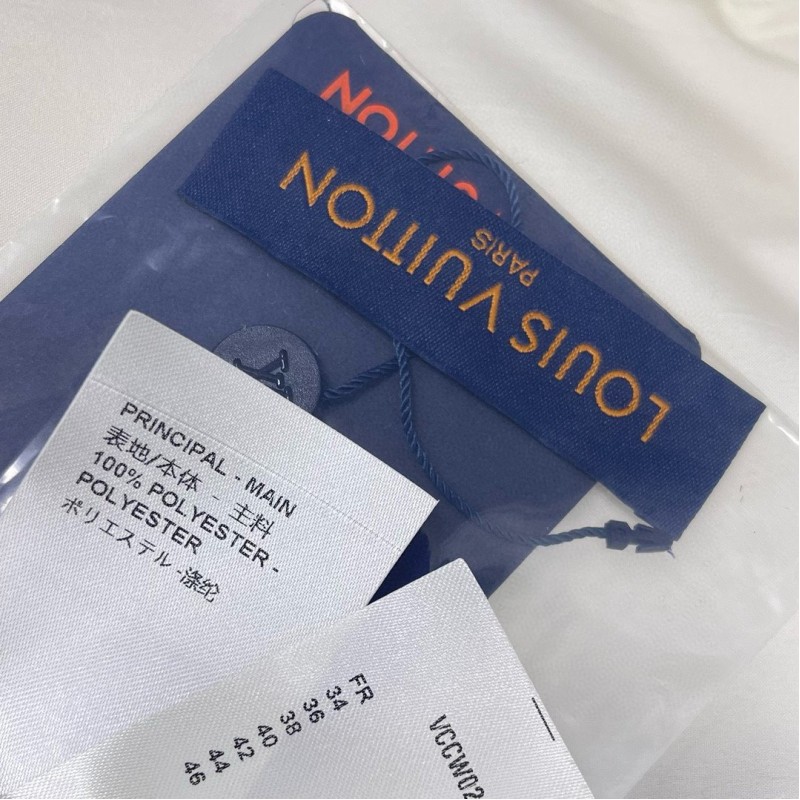 LOUIS VUITTON
PARIS
PRINCIPAL - MAIN
表地/本体 - 主料
100% POLYESTER -
POLYESTER
ポリエステル -涤纶
FR
34
36
38
40
42
44
46
VCCW02